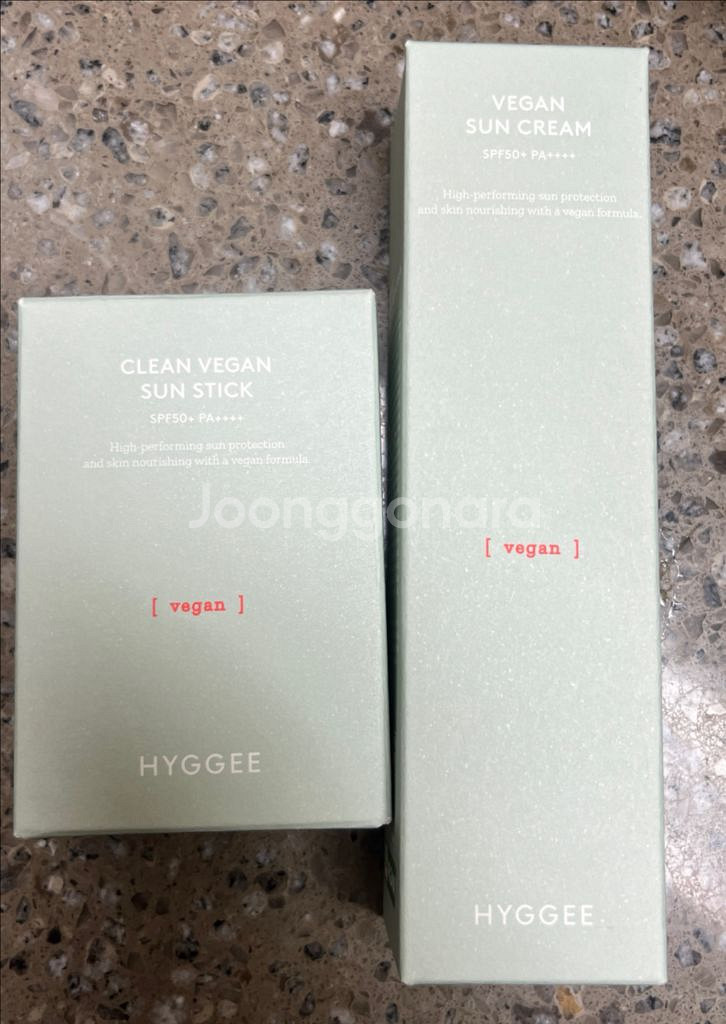 CLEAN VEGAN
SUN STICK
SPF50+ PA++++
High-performing sun protection
and skin nourishing with a vegan formula.
[ vegan ]
HYGGEE
VEGAN
SUN CREAM
SPF50+ PA++++
High-performing sun protection
and skin nourishing with a vegan formula.
[ vegan ]
HYGGEE
Joonggonara